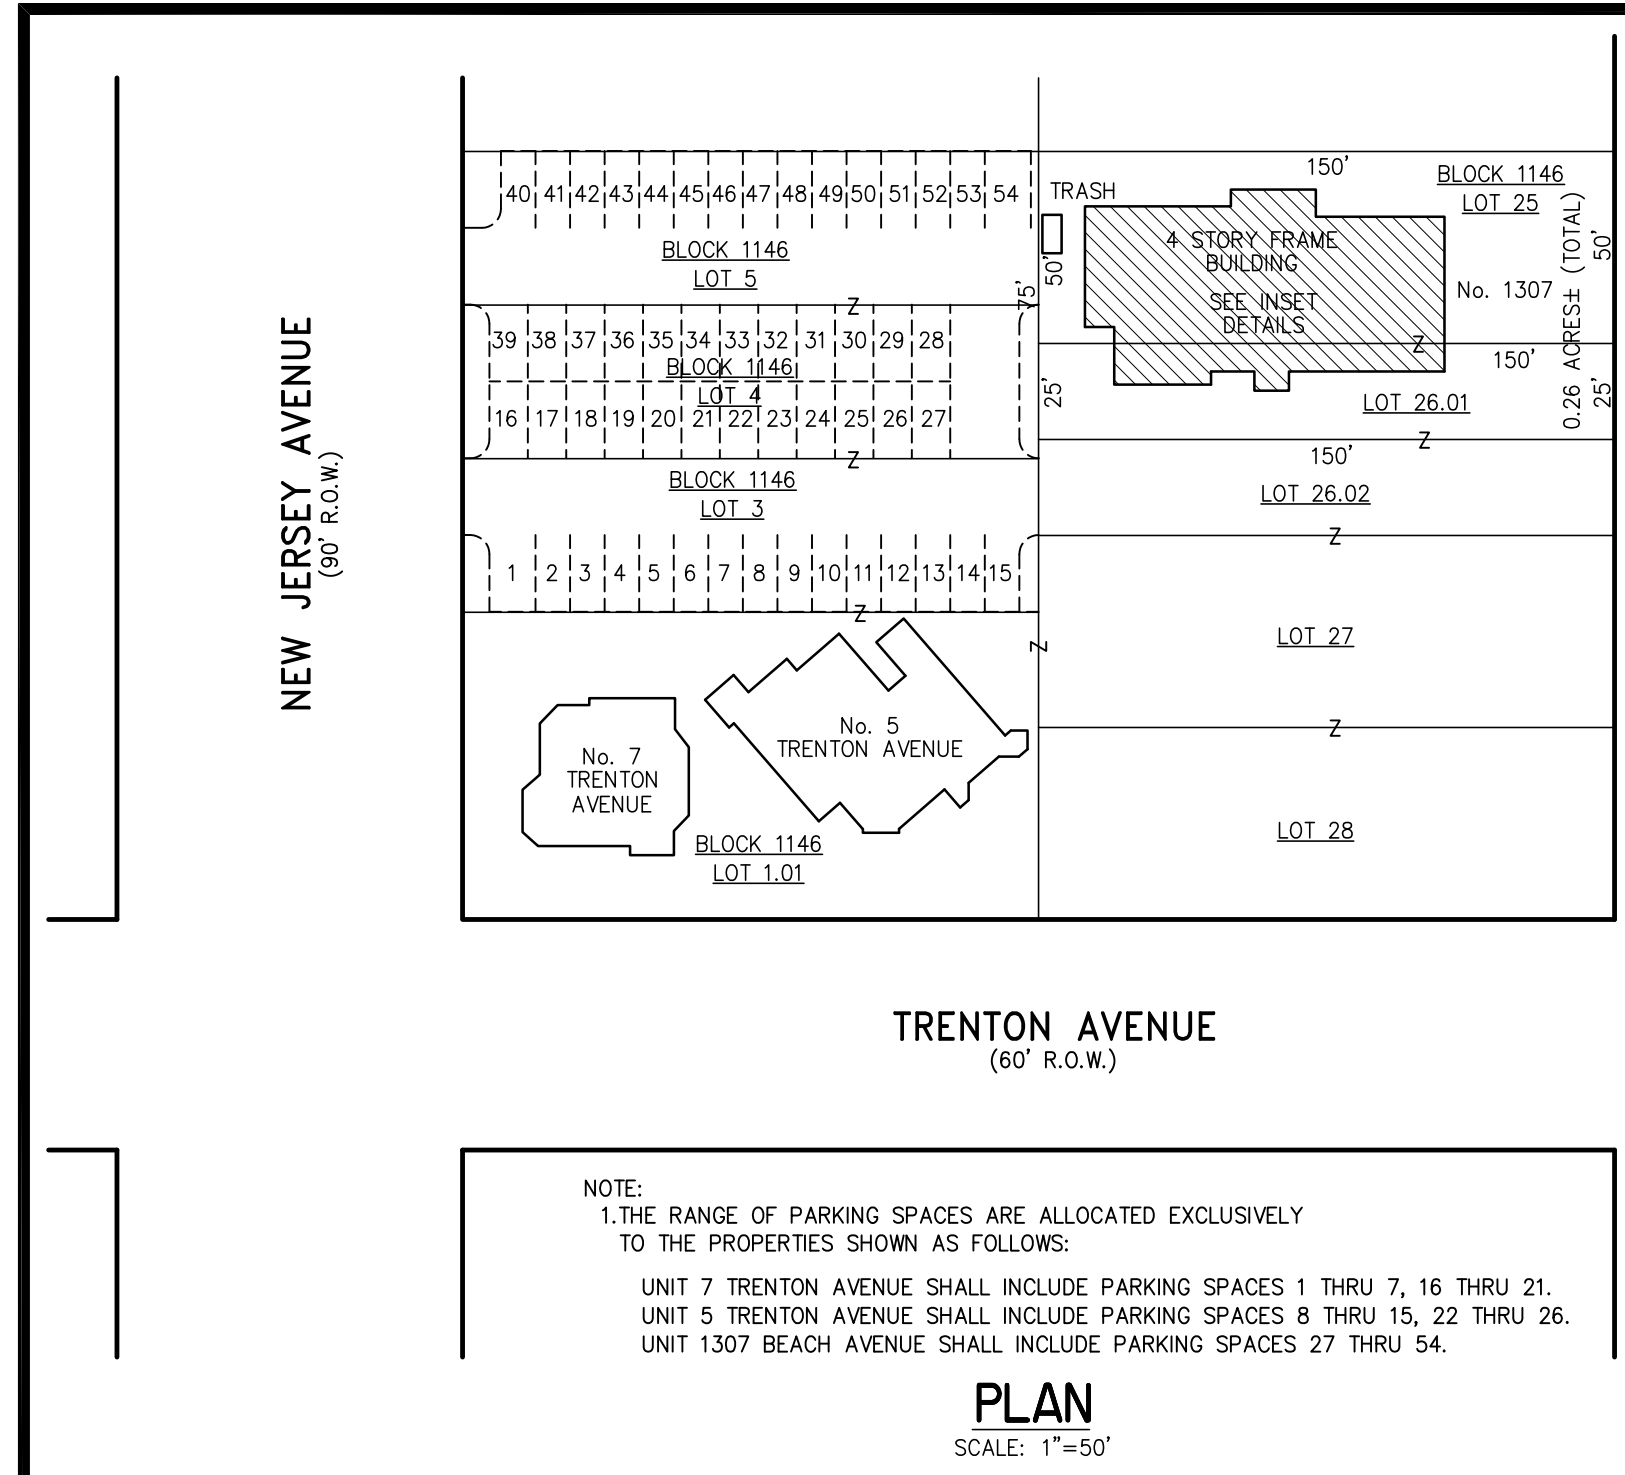 40 41 42 43 44 45 46 47 48 49 50 51 52 53 54
BLOCK 1146
LOT 5
TRASH
150'
BLOCK 1146
LOT 25
4 STORY FRAME
BUILDING
SEE INSET
DETAILS
No. 1307
0.26 ACRES± (TOTAL)
50'
50'
75'
Z
39 38 37 36 35 34 33 32 31 30 29 28
BLOCK 1146
LOT 4
16 17 18 19 20 21 22 23 24 25 26 27
Z
Z
150'
25'
25'
LOT 26.01
Z
150'
LOT 26.02
Z
BLOCK 1146
LOT 3
1 2 3 4 5 6 7 8 9 10 11 12 13 14 15
Z
Z
LOT 27
Z
LOT 28
No. 5
TRENTON AVENUE
No. 7
TRENTON
AVENUE
BLOCK 1146
LOT 1.01
NEW JERSEY AVENUE
(90' R.O.W.)
TRENTON AVENUE
(60' R.O.W.)
NOTE:
1.THE RANGE OF PARKING SPACES ARE ALLOCATED EXCLUSIVELY
TO THE PROPERTIES SHOWN AS FOLLOWS:
UNIT 7 TRENTON AVENUE SHALL INCLUDE PARKING SPACES 1 THRU 7, 16 THRU 21.
UNIT 5 TRENTON AVENUE SHALL INCLUDE PARKING SPACES 8 THRU 15, 22 THRU 26.
UNIT 1307 BEACH AVENUE SHALL INCLUDE PARKING SPACES 27 THRU 54.
PLAN
SCALE: 1"=50'